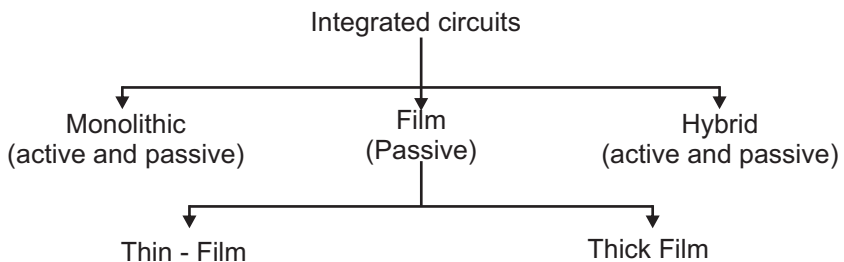 Integrated circuits
Monolithic
(active and passive)
Film
(Passive)
Hybrid
(active and passive)
Thin - Film
Thick Film